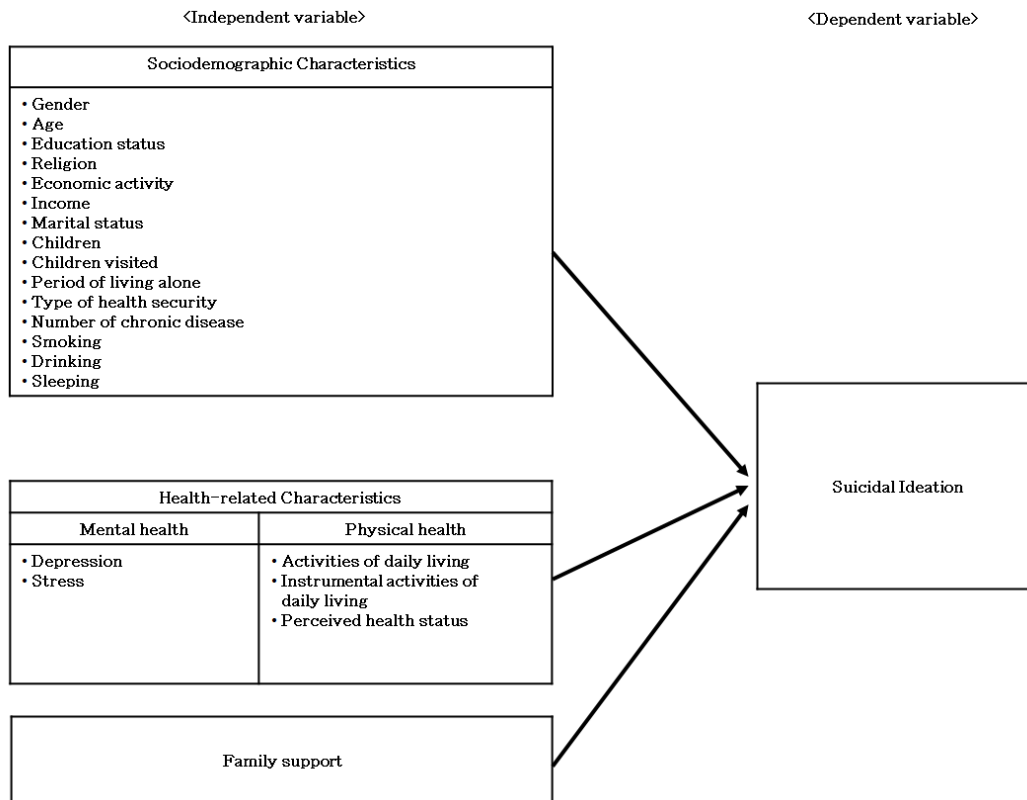 <Independent variable>
<Dependent variable>
Sociodemographic Characteristics
• Gender
• Age
• Education status
• Religion
• Economic activity
• Income
• Marital status
• Children
• Children visited
• Period of living alone
• Type of health security
• Number of chronic disease
• Smoking
• Drinking
• Sleeping
Health-related Characteristics
Mental health
• Depression
• Stress
Physical health
• Activities of daily living
• Instrumental activities of
daily living
• Perceived health status
Family support
Suicidal Ideation